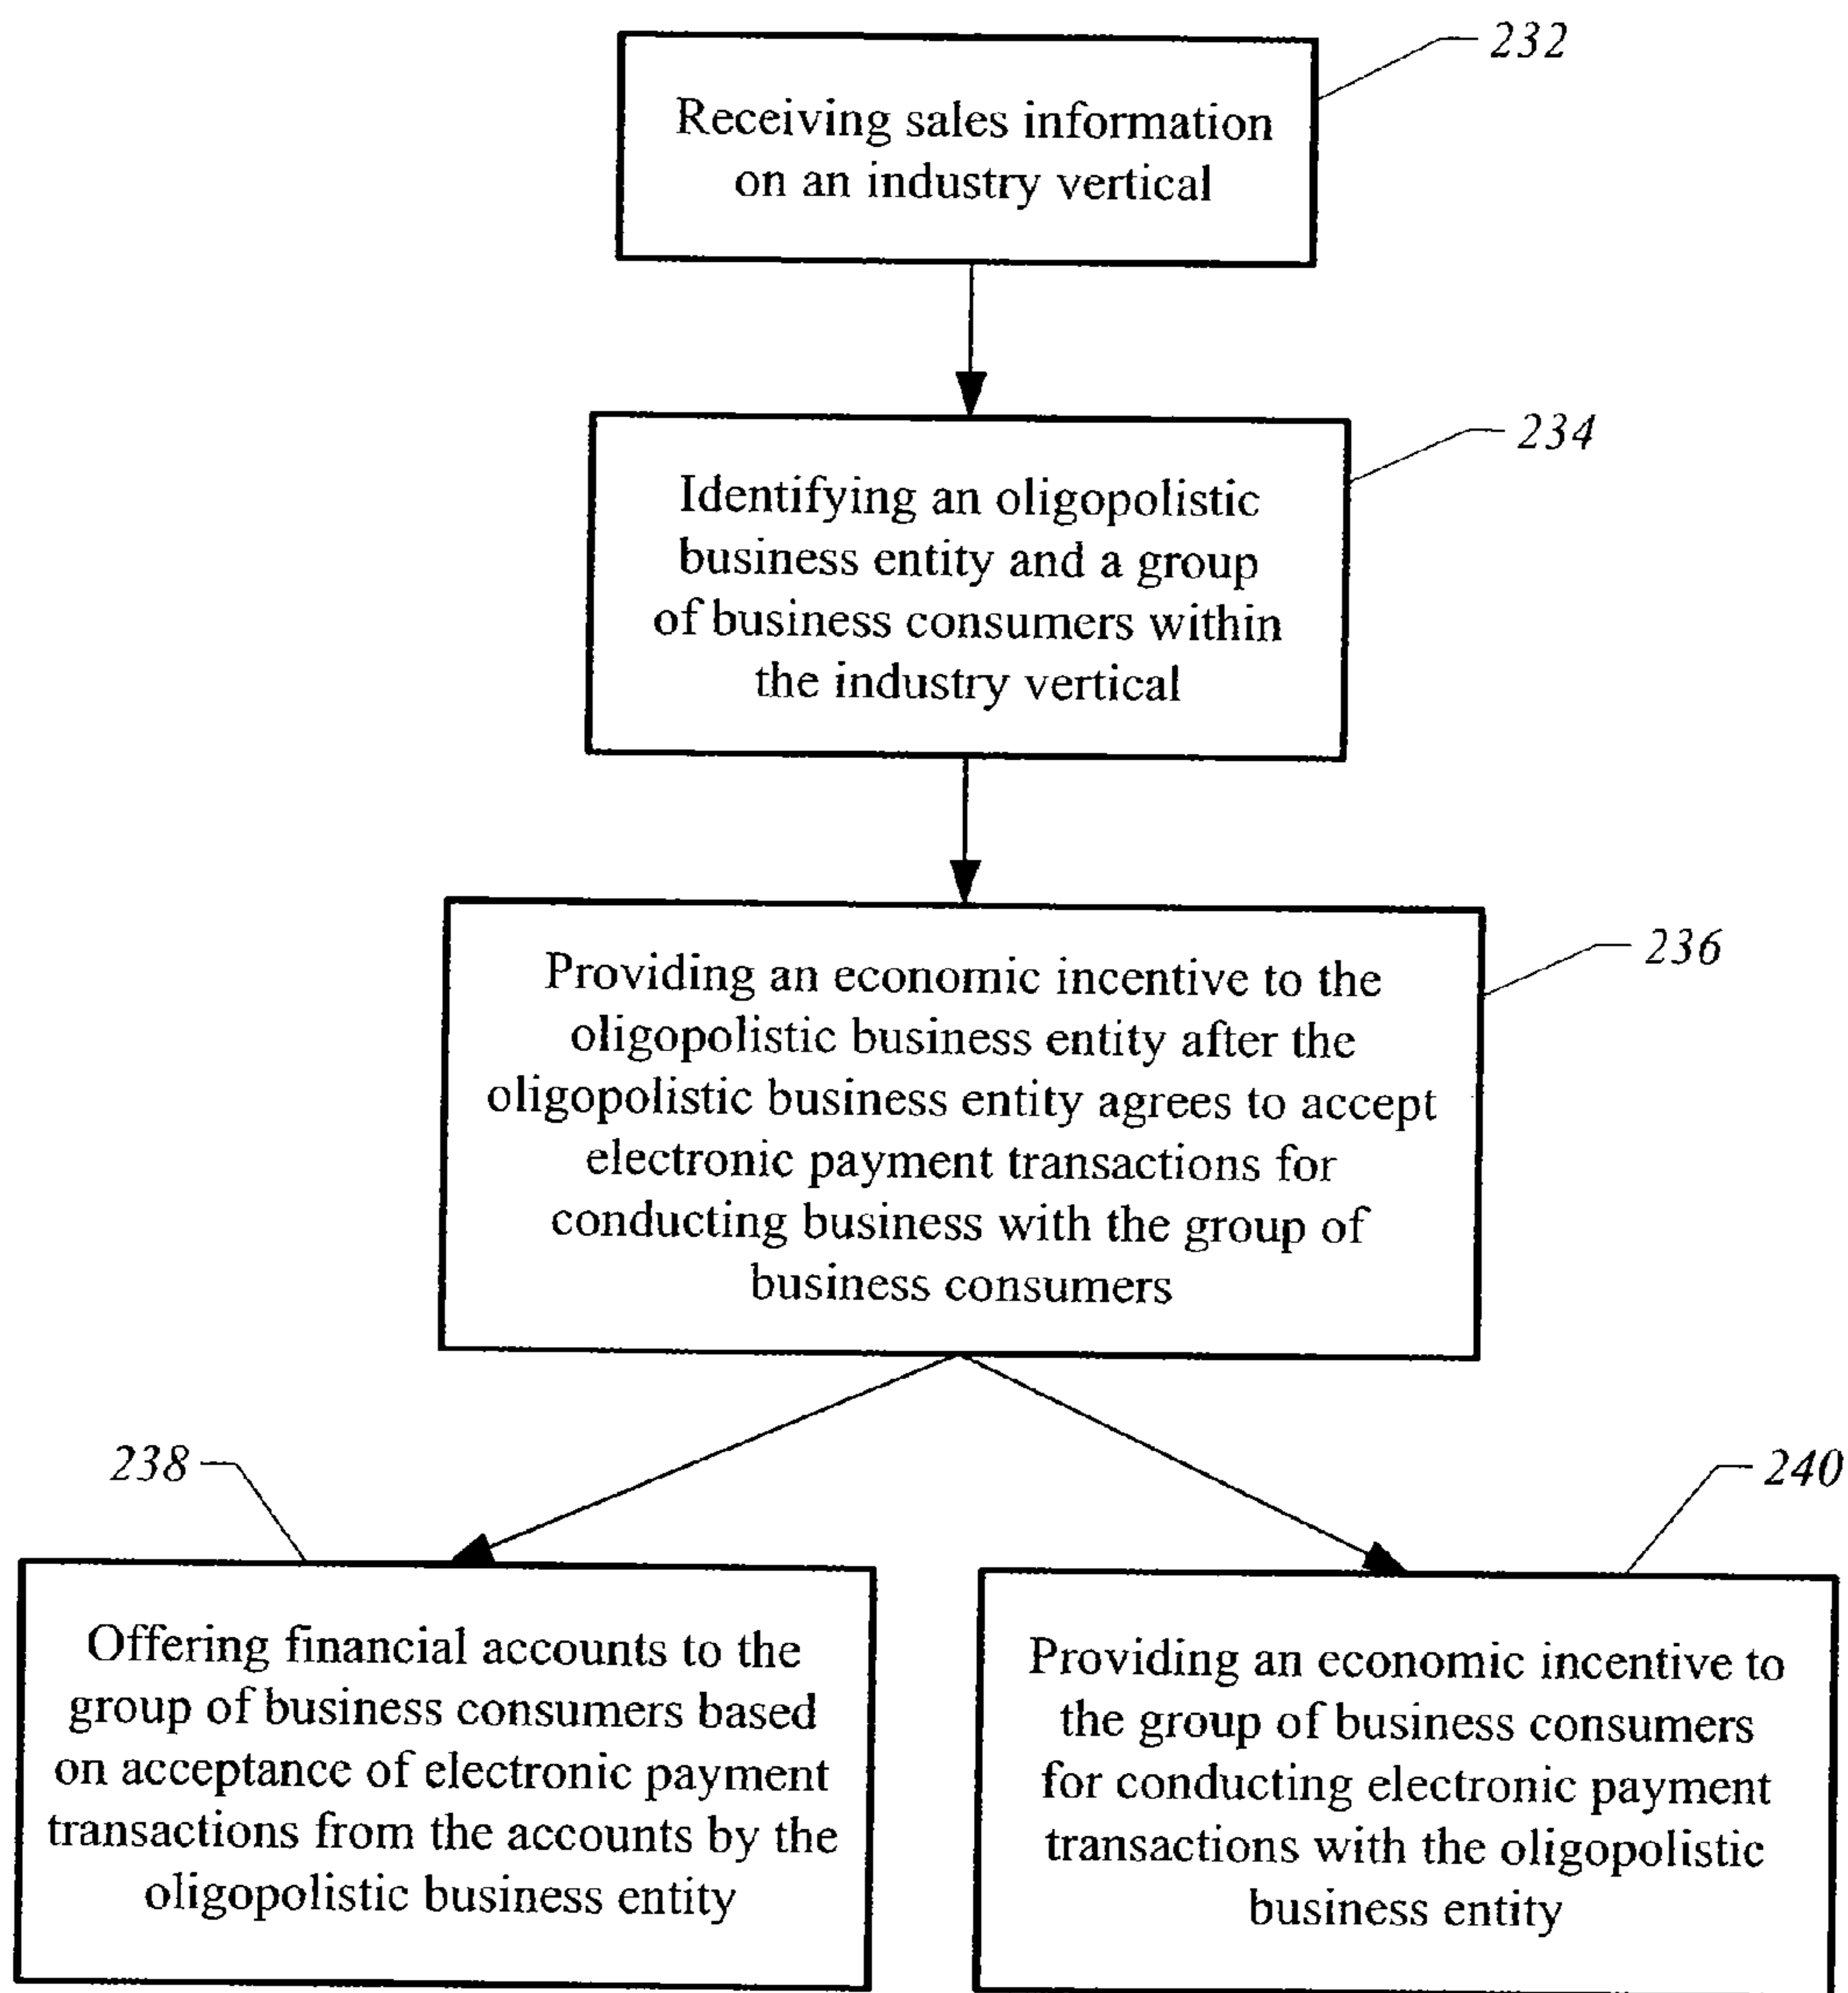 232
Receiving sales information
on an industry vertical
234
Identifying an oligopolistic
business entity and a group
of business consumers within
the industry vertical
236
Providing an economic incentive to the
oligopolistic business entity after the
oligopolistic business entity agrees to accept
electronic payment transactions for
conducting business with the group of
business consumers
238
Offering financial accounts to the
group of business consumers based
on acceptance of electronic payment
transactions from the accounts by the
oligopolistic business entity
240
Providing an economic incentive to
the group of business consumers
for conducting electronic payment
transactions with the oligopolistic
business entity